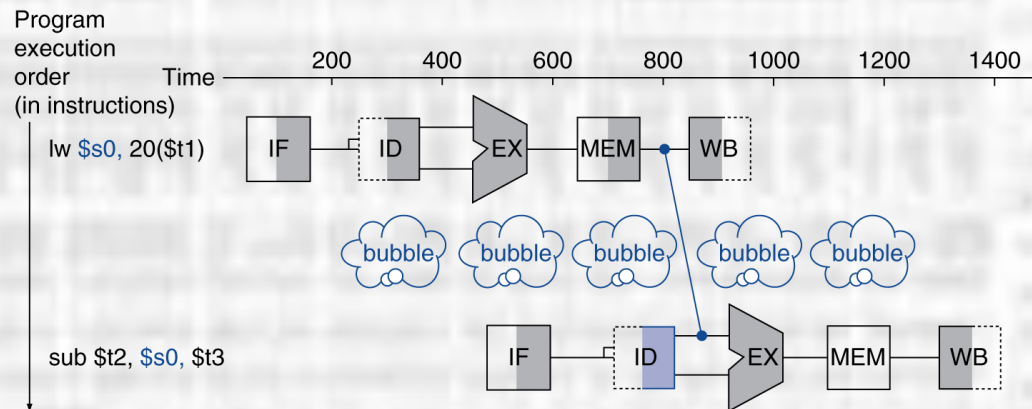 Program
execution
order
(in instructions)
Time
200 400 600 800 1000 1200 1400
lw $s0, 20($t1)
IF ID EX MEM WB
bubble bubble bubble bubble bubble
sub $t2, $s0, $t3
IF ID EX MEM WB